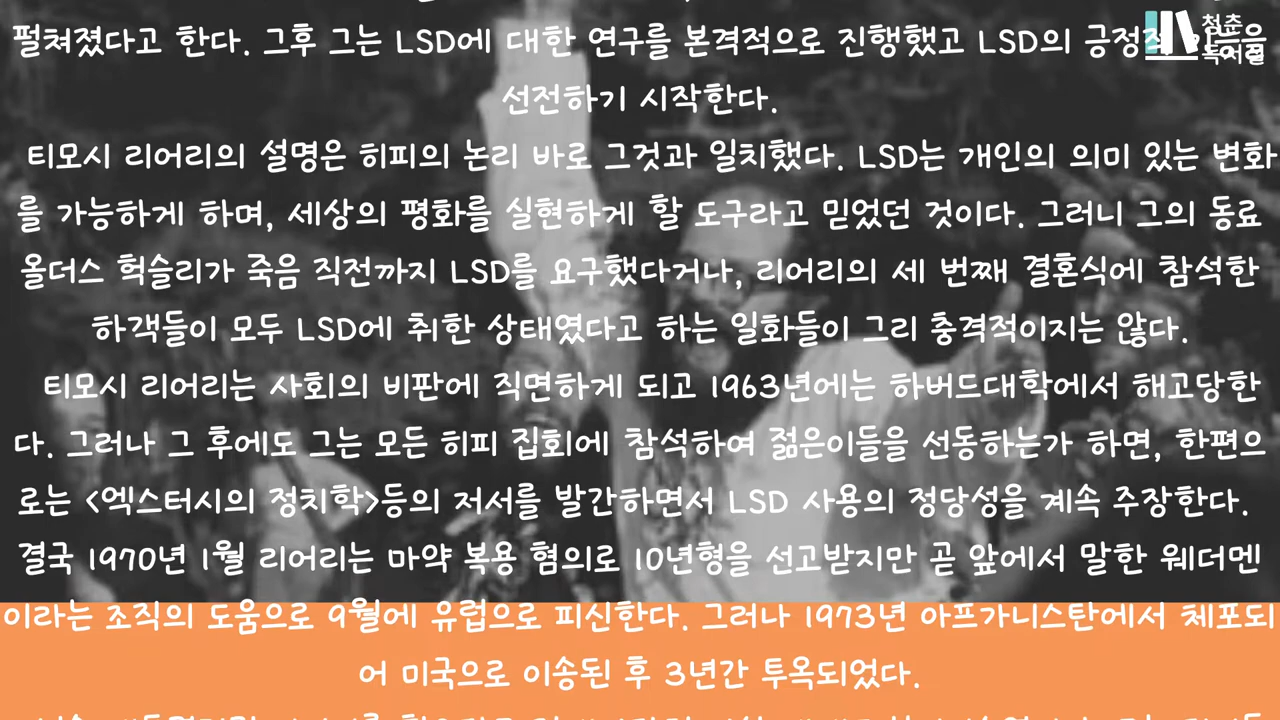 펼쳐졌다고 한다. 그후 그는 LSD에 대한 연구를 본격적으로 진행했고 LSD의 긍정적
청춘
독서실
선전하기 시작한다.
티모시 리어리의 설명은 히피의 논리 바로 그것과 일치했다. LSD는 개인의 의미 있는 변화
를 가능하게 하며, 세상의 평화를 실현하게 할 도구라고 믿었던 것이다. 그러니 그의 동료
올더스 헉슬리가 죽음 직전까지 LSD를 요구했다거나, 리어리의 세 번째 결혼식에 참석한
하객들이 모두 LSD에 취한 상태였다고 하는 일화들이 그리 충격적이지는 않다.
티모시 리어리는 사회의 비판에 직면하게 되고 1963년에는 하버드대학에서 해고당한
다. 그러나 그 후에도 그는 모든 히피 집회에 참석하여 젊은이들을 선동하는가 하면, 한편으
로는 <엑스터시의 정치학>등의 저서를 발간하면서 LSD 사용의 정당성을 계속 주장한다.
결국 1970년 1월 리어리는 마약 복용 혐의로 10년형을 선고받지만 곧 앞에서 말한 웨더멘
이라는 조직의 도움으로 9월에 유럽으로 피신한다. 그러나 1973년 아프가니스탄에서 체포되
어 미국으로 이송된 후 3년간 투옥되었다.